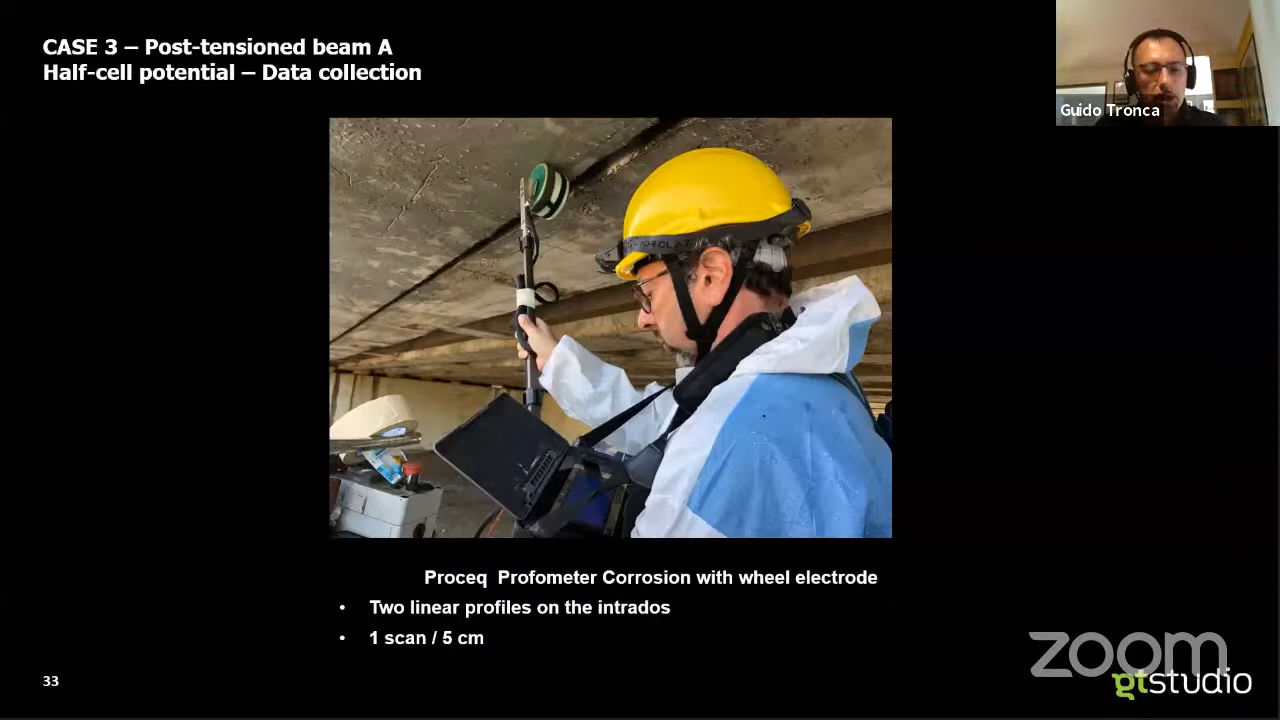 CASE 3 – Post-tensioned beam A
Half-cell potential – Data collection
Guido Tronca
Proceq Profometer Corrosion with wheel electrode
• Two linear profiles on the intrados
• 1 scan / 5 cm
33
zoom
gtstudio